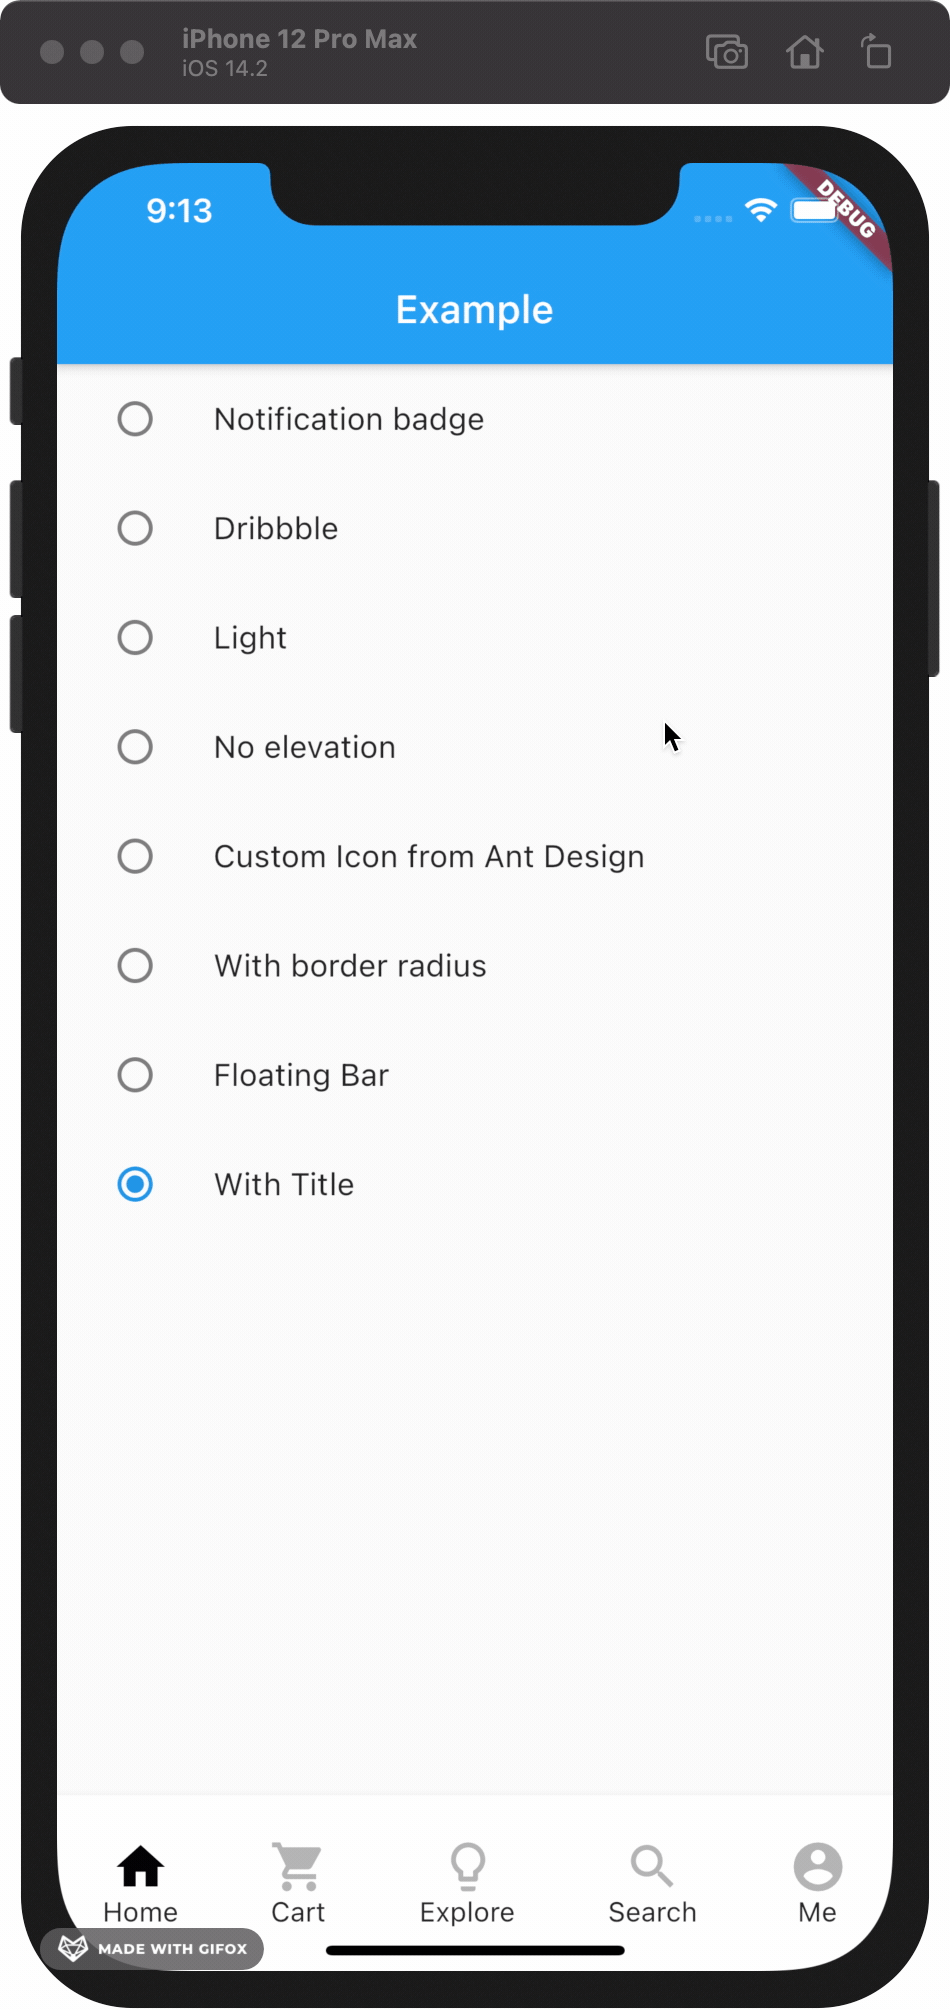 iPhone 12 Pro Max
iOS 14.2
9:13
DEBUG
Example
Notification badge
Dribbble
Light
No elevation
Custom Icon from Ant Design
With border radius
Floating Bar
With Title
Home Cart Explore Search Me
MADE WITH GIFOX